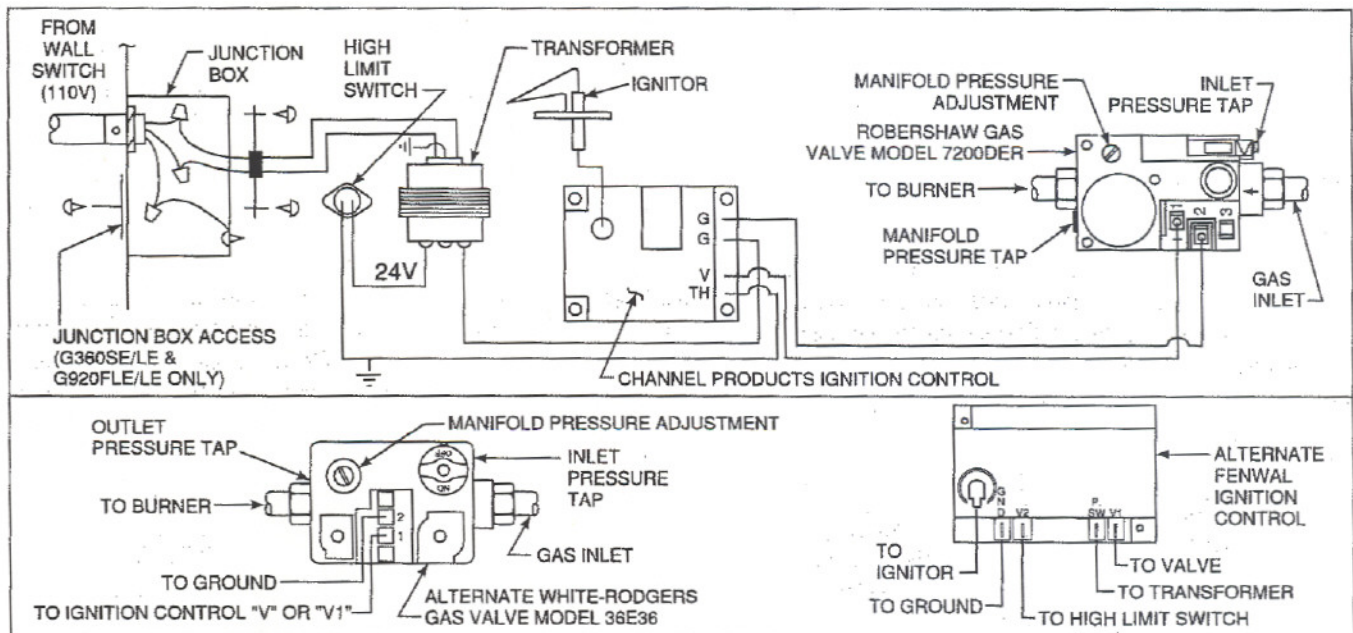 FROM
WALL
SWITCH
(110V)
JUNCTION
BOX
HIGH
LIMIT
SWITCH
TRANSFORMER
IGNITOR
MANIFOLD PRESSURE
ADJUSTMENT
INLET
PRESSURE TAP
ROBERSHAW GAS
VALVE MODEL 7200DER
TO BURNER
MANIFOLD
PRESSURE TAP
1
2
3
GAS
INLET
G
G
V
TH
24V
JUNCTION BOX ACCESS
(G360SE/LE &
G920FLE/LE ONLY)
CHANNEL PRODUCTS IGNITION CONTROL
OUTLET
PRESSURE TAP
MANIFOLD PRESSURE ADJUSTMENT
OFF
ON
INLET
PRESSURE
TAP
TO BURNER
2
1
GAS INLET
TO GROUND
TO IGNITION CONTROL "V" OR "V1"
ALTERNATE WHITE-RODGERS
GAS VALVE MODEL 36E36
ALTERNATE
FENWAL
IGNITION
CONTROL
GND
V2
P.
SW
V1
TO
IGNITOR
TO VALVE
TO TRANSFORMER
TO GROUND
TO HIGH LIMIT SWITCH